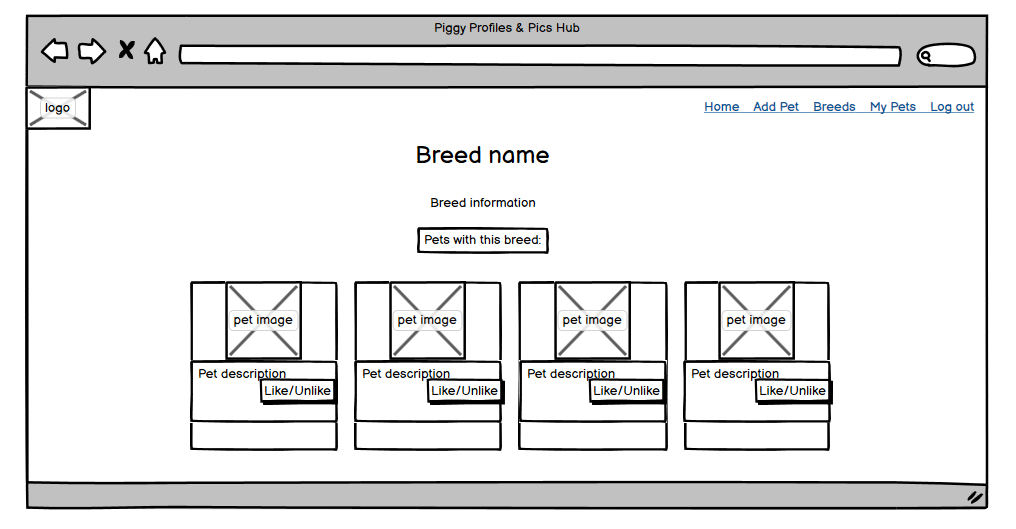 Piggy Profiles & Pics Hub
logo
Home Add Pet Breeds My Pets Log out
Breed name
Breed information
Pets with this breed:
pet image pet image pet image pet image
Pet description Pet description Pet description Pet description
Like/Unlike Like/Unlike Like/Unlike Like/Unlike